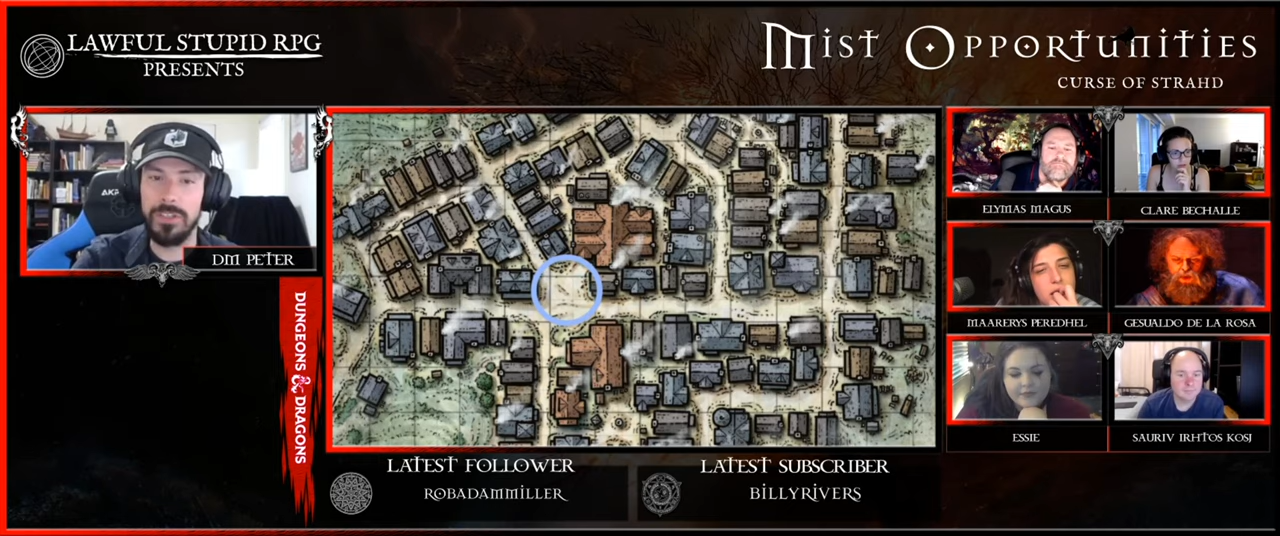 LAWFUL STUPID RPG
PRESENTS
MIST OPPORTUNITIES
CURSE OF STRAHD
DM PETER
ELYMAS MAGUS
CLARE BECHALLE
MAARERYS PEREDHEL
GESUALDO DE LA ROSA
ESSIE
SAURIV IRHTOS KOSJ
DUNGEONS & DRAGONS
LATEST FOLLOWER
ROBADAMMILLER
LATEST SUBSCRIBER
BILLYRIVERS